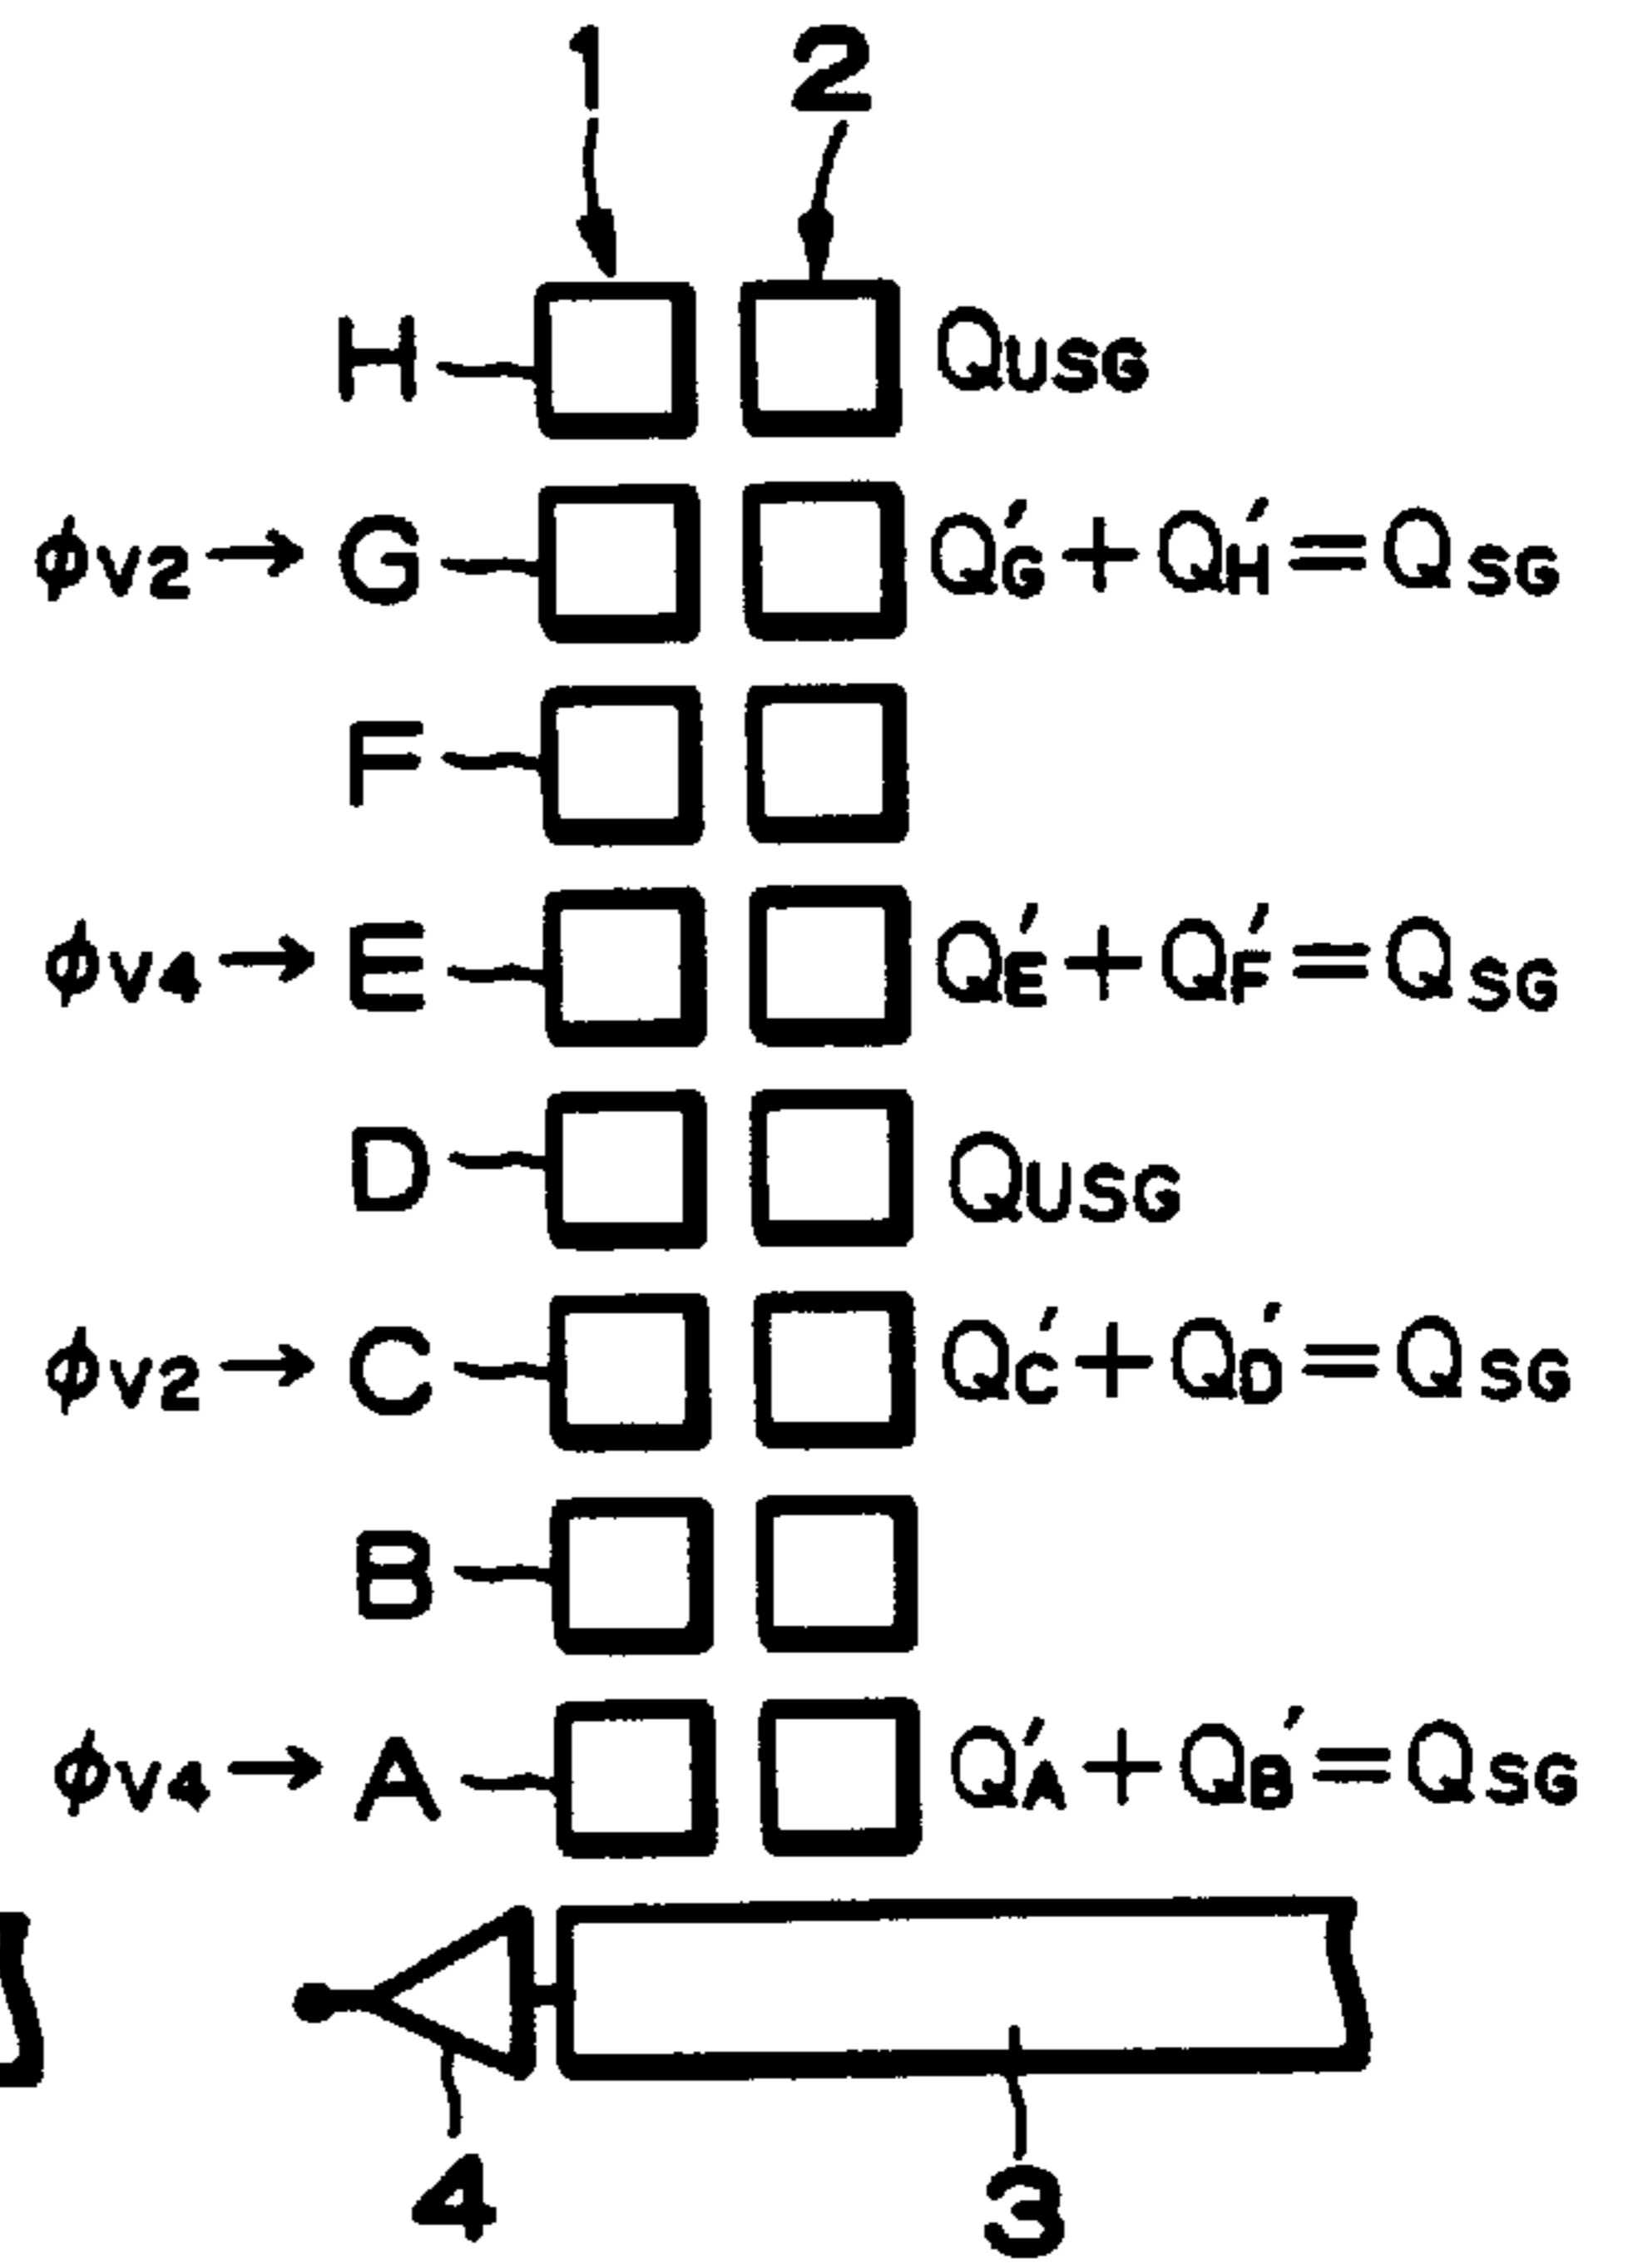 1 2
H QUSG
φV2→ G Q'G+Q'H=QSG
F
φV4→ E Q'E+Q'F=QSG
D QUSG
φV2→ C Q'C+Q'D=QSG
B
φV4→ A Q'A+Q'B=QSG
4 3